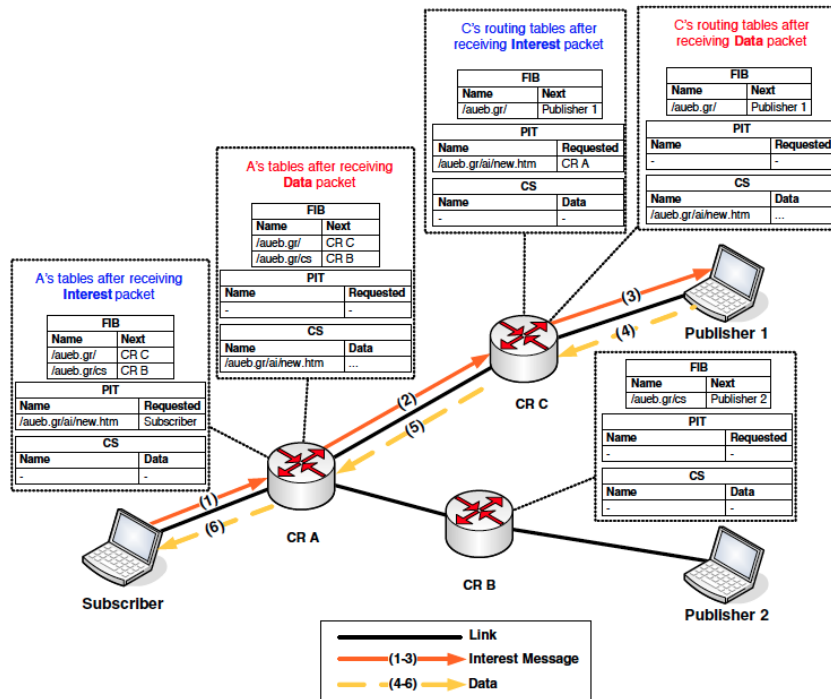 C's routing tables after
receiving Interest packet
FIB
Name Next
/aueb.gr/ Publisher 1
PIT
Name Requested
/aueb.gr/ai/new.htm CR A
CS
Name Data
- -
C's routing tables after
receiving Data packet
FIB
Name Next
/aueb.gr/ Publisher 1
PIT
Name Requested
- -
CS
Name Data
/aueb.gr/ai/new.htm ...
A's tables after receiving
Data packet
FIB
Name Next
/aueb.gr/ CR C
/aueb.gr/cs CR B
PIT
Name Requested
- -
CS
Name Data
/aueb.gr/ai/new.htm ...
A's tables after receiving
Interest packet
FIB
Name Next
/aueb.gr/ CR C
/aueb.gr/cs CR B
PIT
Name Requested
/aueb.gr/ai/new.htm Subscriber
CS
Name Data
- -
(3)
(4)
Publisher 1
CR C
(2)
(5)
FIB
Name Next
/aueb.gr/cs Publisher 2
PIT
Name Requested
- -
CS
Name Data
- -
(1)
(6)
CR A
CR B
Subscriber
Publisher 2
Link
(1-3) Interest Message
(4-6) Data